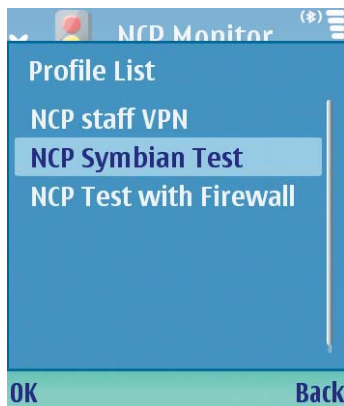 NCP Monitor
Profile List
NCP staff VPN
NCP Symbian Test
NCP Test with Firewall
OK Back